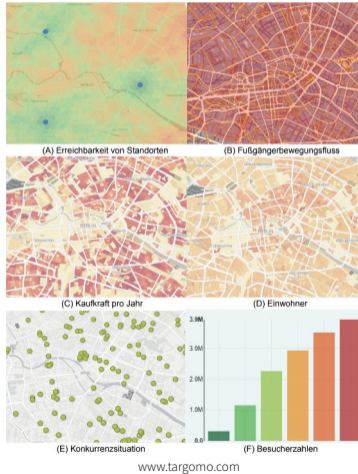 (A) Erreichbarkeit von Standorten
(B) Fußgängerbewegungsfluss
BERLIN
(C) Kaufkraft pro Jahr
(D) Einwohner
3.0M
2.0M
1.0M
0.0
(E) Konkurrenzsituation
(F) Besucherzahlen
www.targomo.com